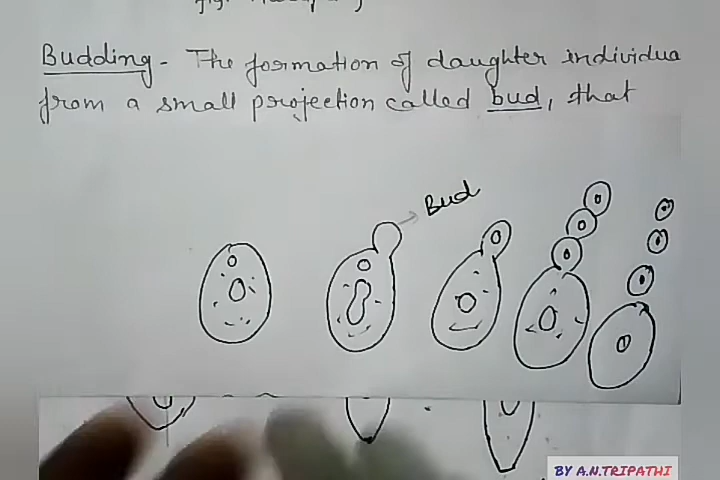 Budding - The formation of daughter individua
from a small projection called bud, that
Bud
BY A.N.TRIPATHI